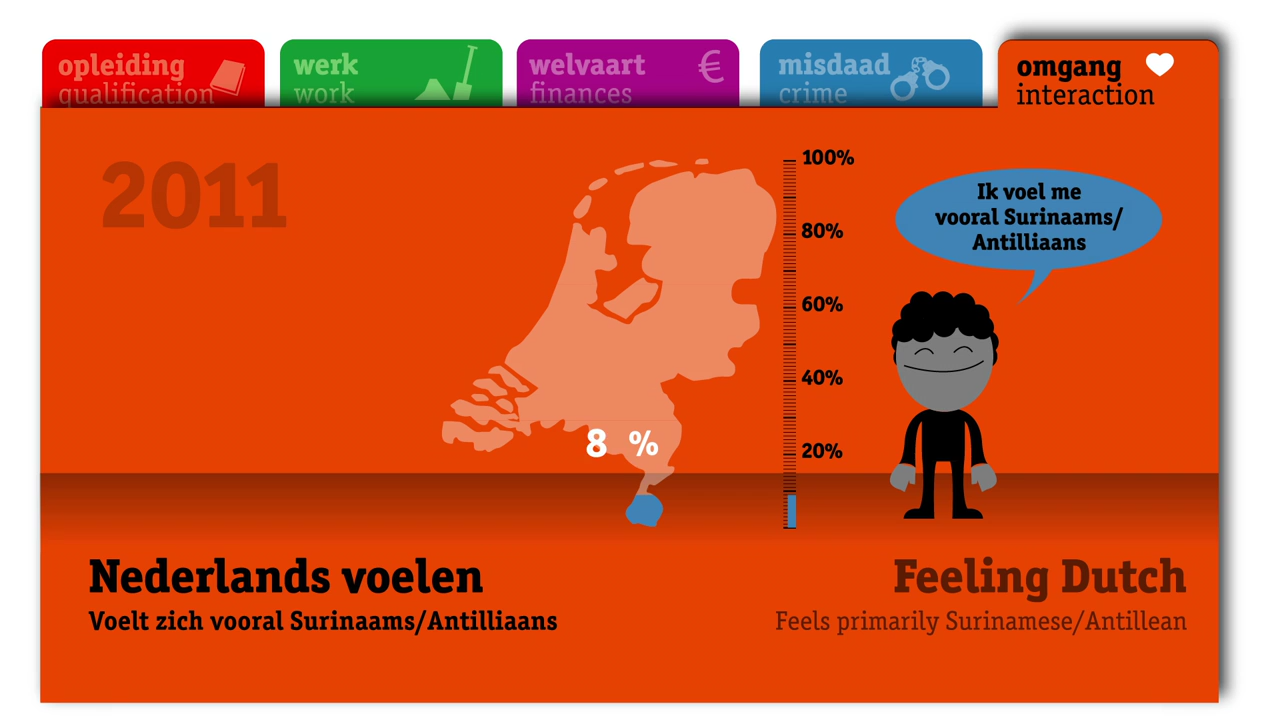 opleiding
qualification
werk
work
welvaart
€
finances
misdaad
crime
omgang
interaction
2011
100%
80%
60%
40%
20%
Ik voel me
vooral Surinaams/
Antilliaans
8 %
Nederlands voelen
Voelt zich vooral Surinaams/Antilliaans
Feeling Dutch
Feels primarily Surinamese/Antillean